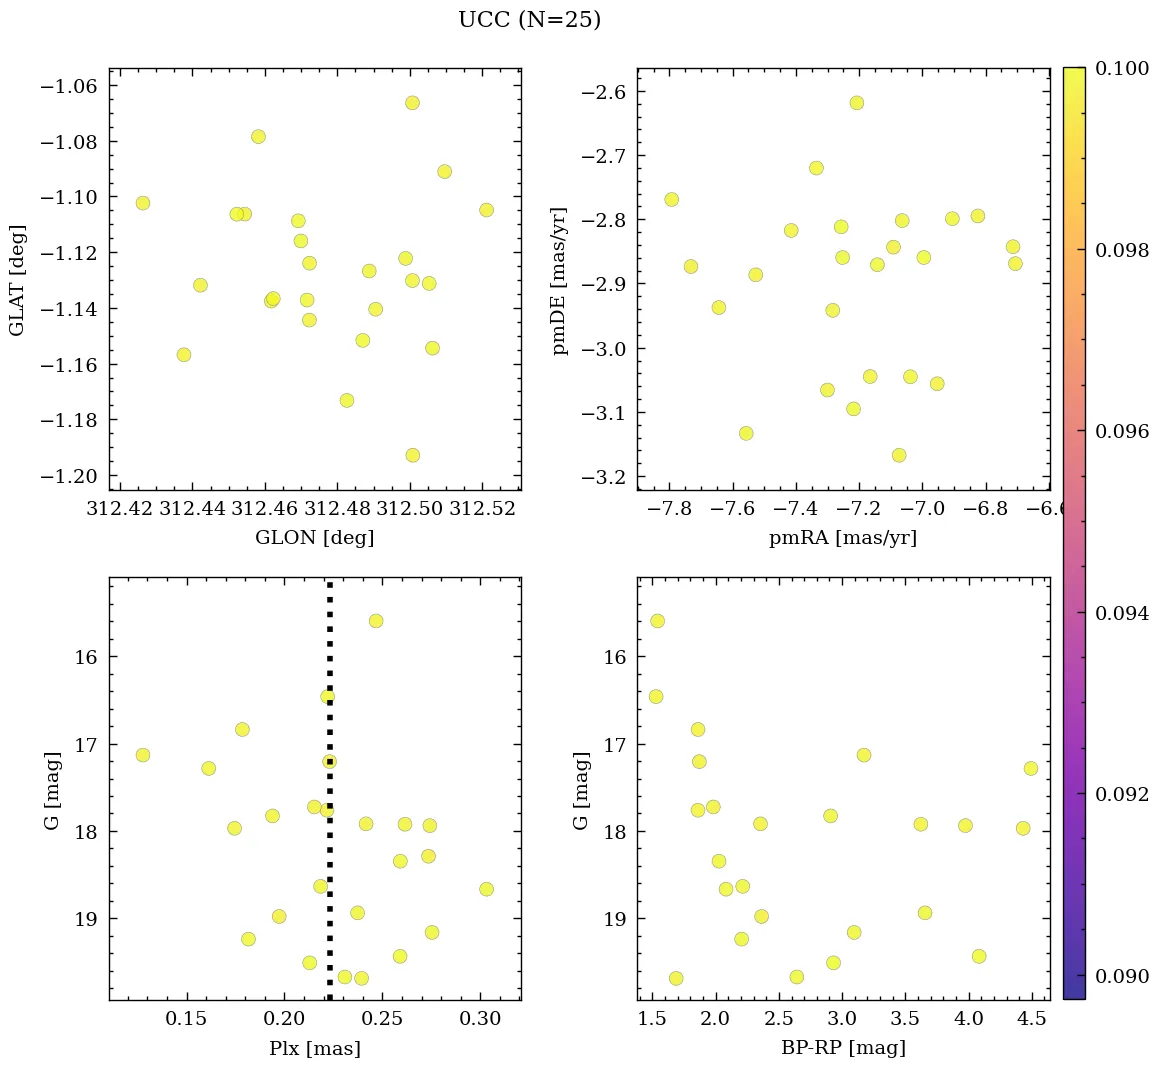 UCC (N=25)
−1.06
−1.08
−1.10
−1.12
−1.14
−1.16
−1.18
−1.20
GLAT [deg]
312.42 312.44 312.46 312.48 312.50 312.52
GLON [deg]
−2.6
−2.7
−2.8
−2.9
−3.0
−3.1
−3.2
pmDE [mas/yr]
−7.8 −7.6 −7.4 −7.2 −7.0 −6.8 −6.6
pmRA [mas/yr]
16
17
18
19
G [mag]
0.15 0.20 0.25 0.30
Plx [mas]
16
17
18
19
G [mag]
1.5 2.0 2.5 3.0 3.5 4.0 4.5
BP-RP [mag]
0.100
0.098
0.096
0.094
0.092
0.090